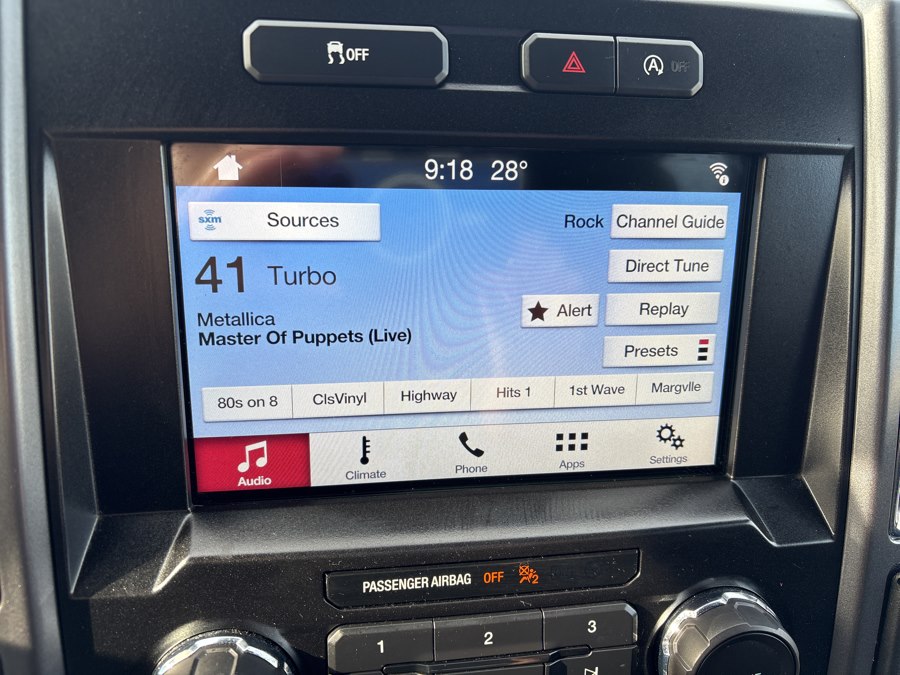 OFF
A OFF
9:18 28°
sxm Sources
Rock Channel Guide
41 Turbo
Direct Tune
Metallica
Alert Replay
Master Of Puppets (Live)
Presets
80s on 8 ClsVinyl Highway Hits 1 1st Wave Margvlle
Audio Climate Phone Apps Settings
PASSENGER AIRBAG OFF 2
1 2 3